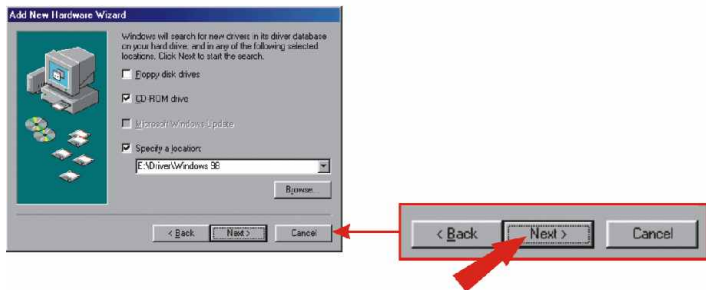 Add New Hardware Wizard
Windows will search for new drivers in its driver database
on your hard drive, and in any of the following selected
locations. Click Next to start the search.
Floppy disk drives
CD-ROM drive
Microsoft Windows Update
Specify a location:
E:\Driver\Windows 98
Browse...
< Back
Next >
Cancel
< Back
Next >
Cancel